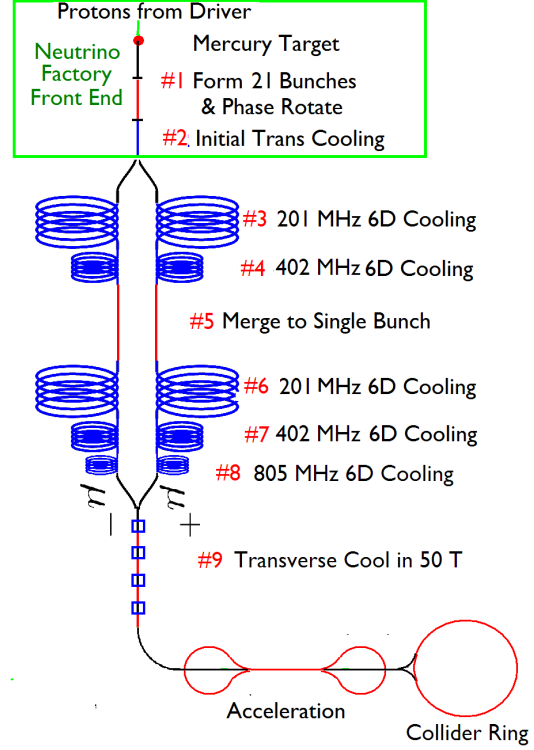 Protons from Driver
Mercury Target
Neutrino
Factory
Front End
#1 Form 21 Bunches
& Phase Rotate
#2 Initial Trans Cooling
#3 201 MHz 6D Cooling
#4 402 MHz 6D Cooling
#5 Merge to Single Bunch
#6 201 MHz 6D Cooling
#7 402 MHz 6D Cooling
#8 805 MHz 6D Cooling
μ− μ+
#9 Transverse Cool in 50 T
Acceleration
Collider Ring